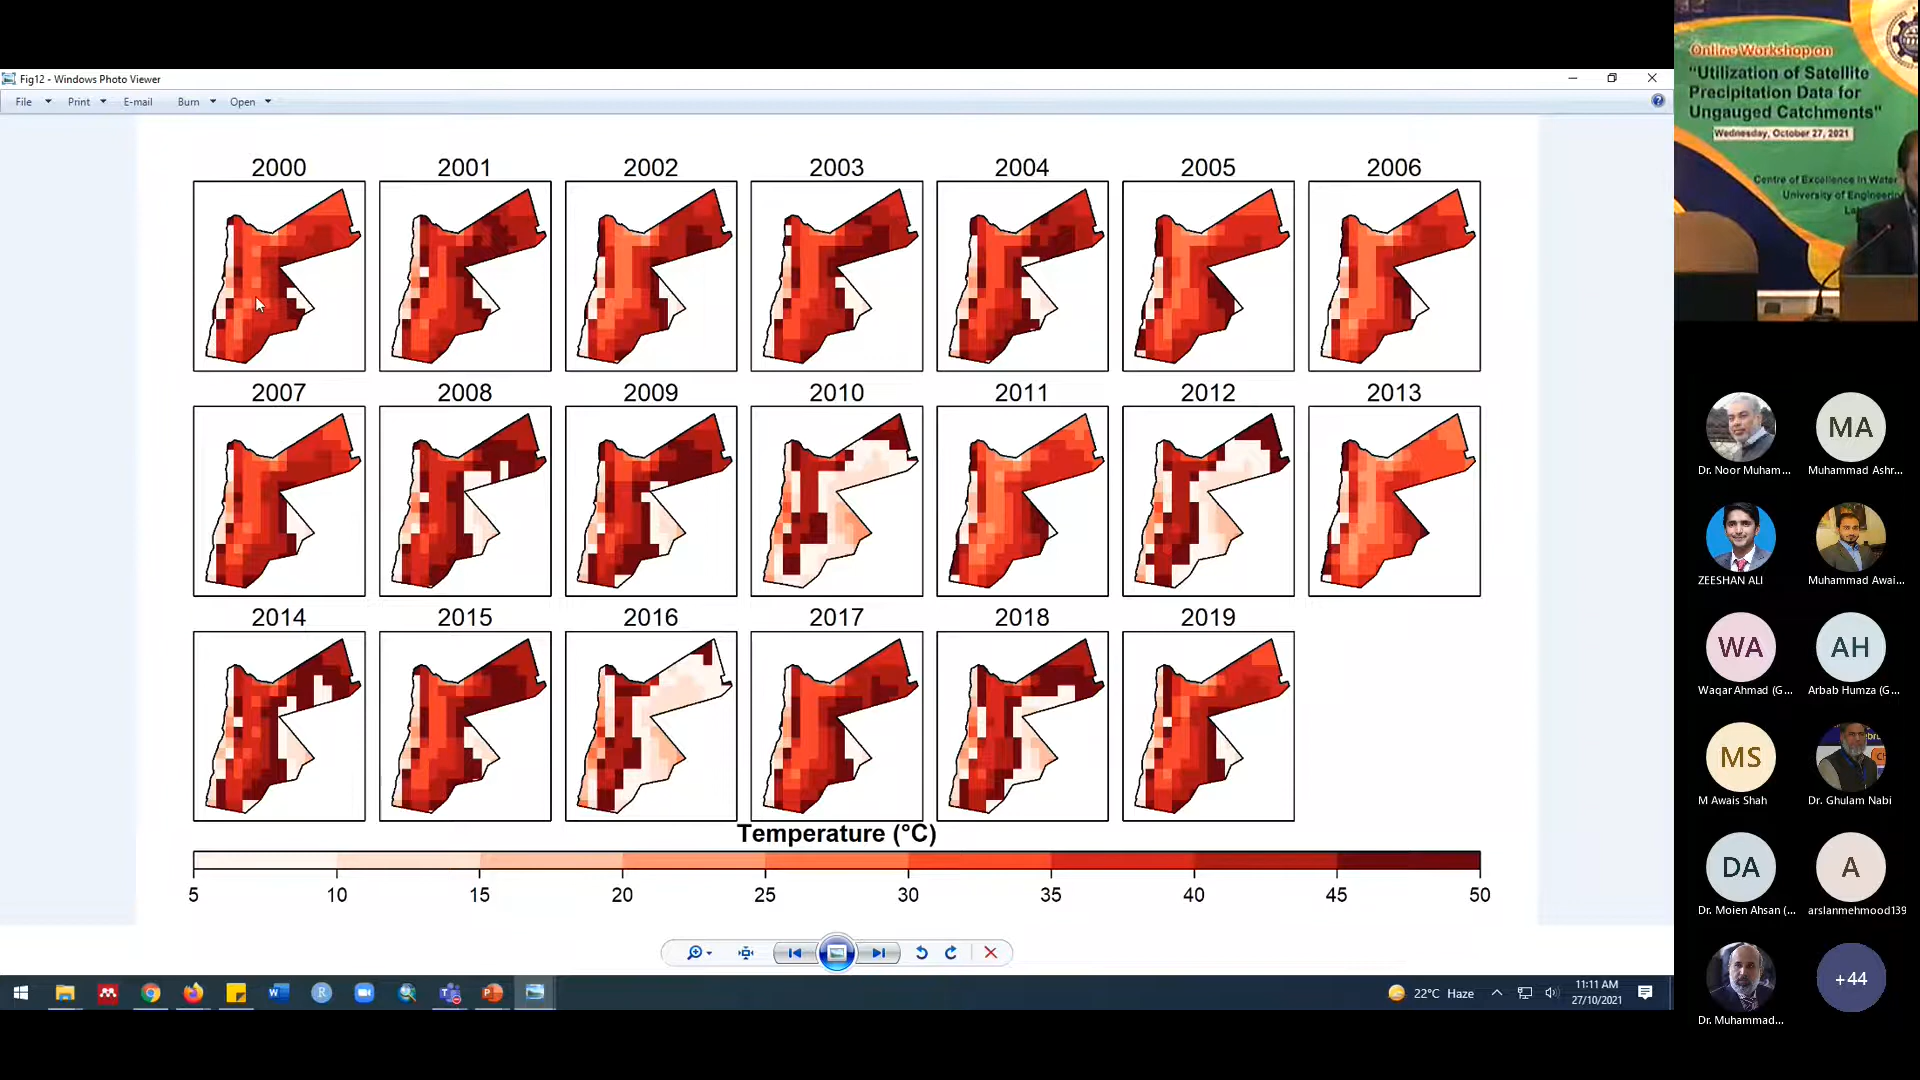 Fig12 - Windows Photo Viewer
File Print E-mail Burn Open
2000 2001 2002 2003 2004 2005 2006
2007 2008 2009 2010 2011 2012 2013
2014 2015 2016 2017 2018 2019
Temperature (°C)
5 10 15 20 25 30 35 40 45 50
22°C Haze
11:11 AM
27/10/2021
Online Workshop on
"Utilization of Satellite
Precipitation Data for
Ungauged Catchments"
Wednesday, October 27, 2021
Centre of Excellence in Water
University of Engineering
MA
Dr. Noor Muham... Muhammad Ashr...
ZEESHAN ALI Muhammad Awai...
WA AH
Waqar Ahmad (G... Arbab Humza (G...
MS
M Awais Shah Dr. Ghulam Nabi
DA A
Dr. Moien Ahsan (... arslanmehmood139
+44
Dr. Muhammad...